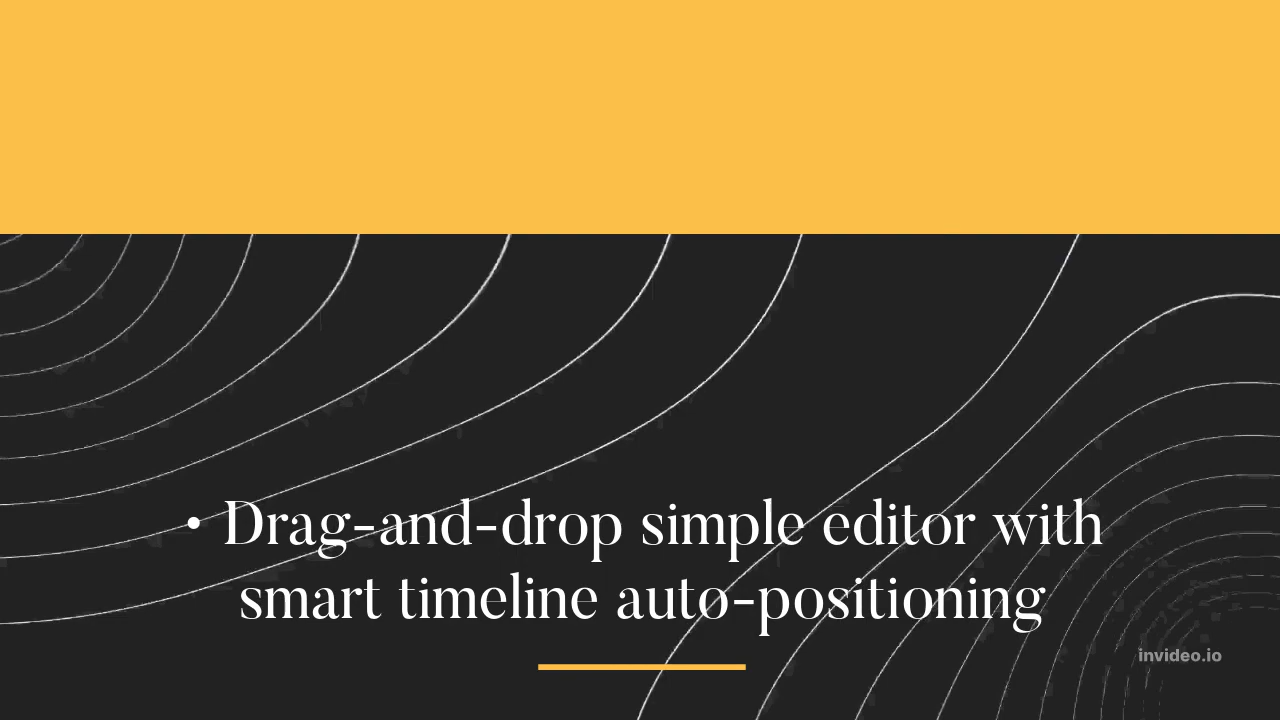 • Drag-and-drop simple editor with
smart timeline auto-positioning
invideo.io